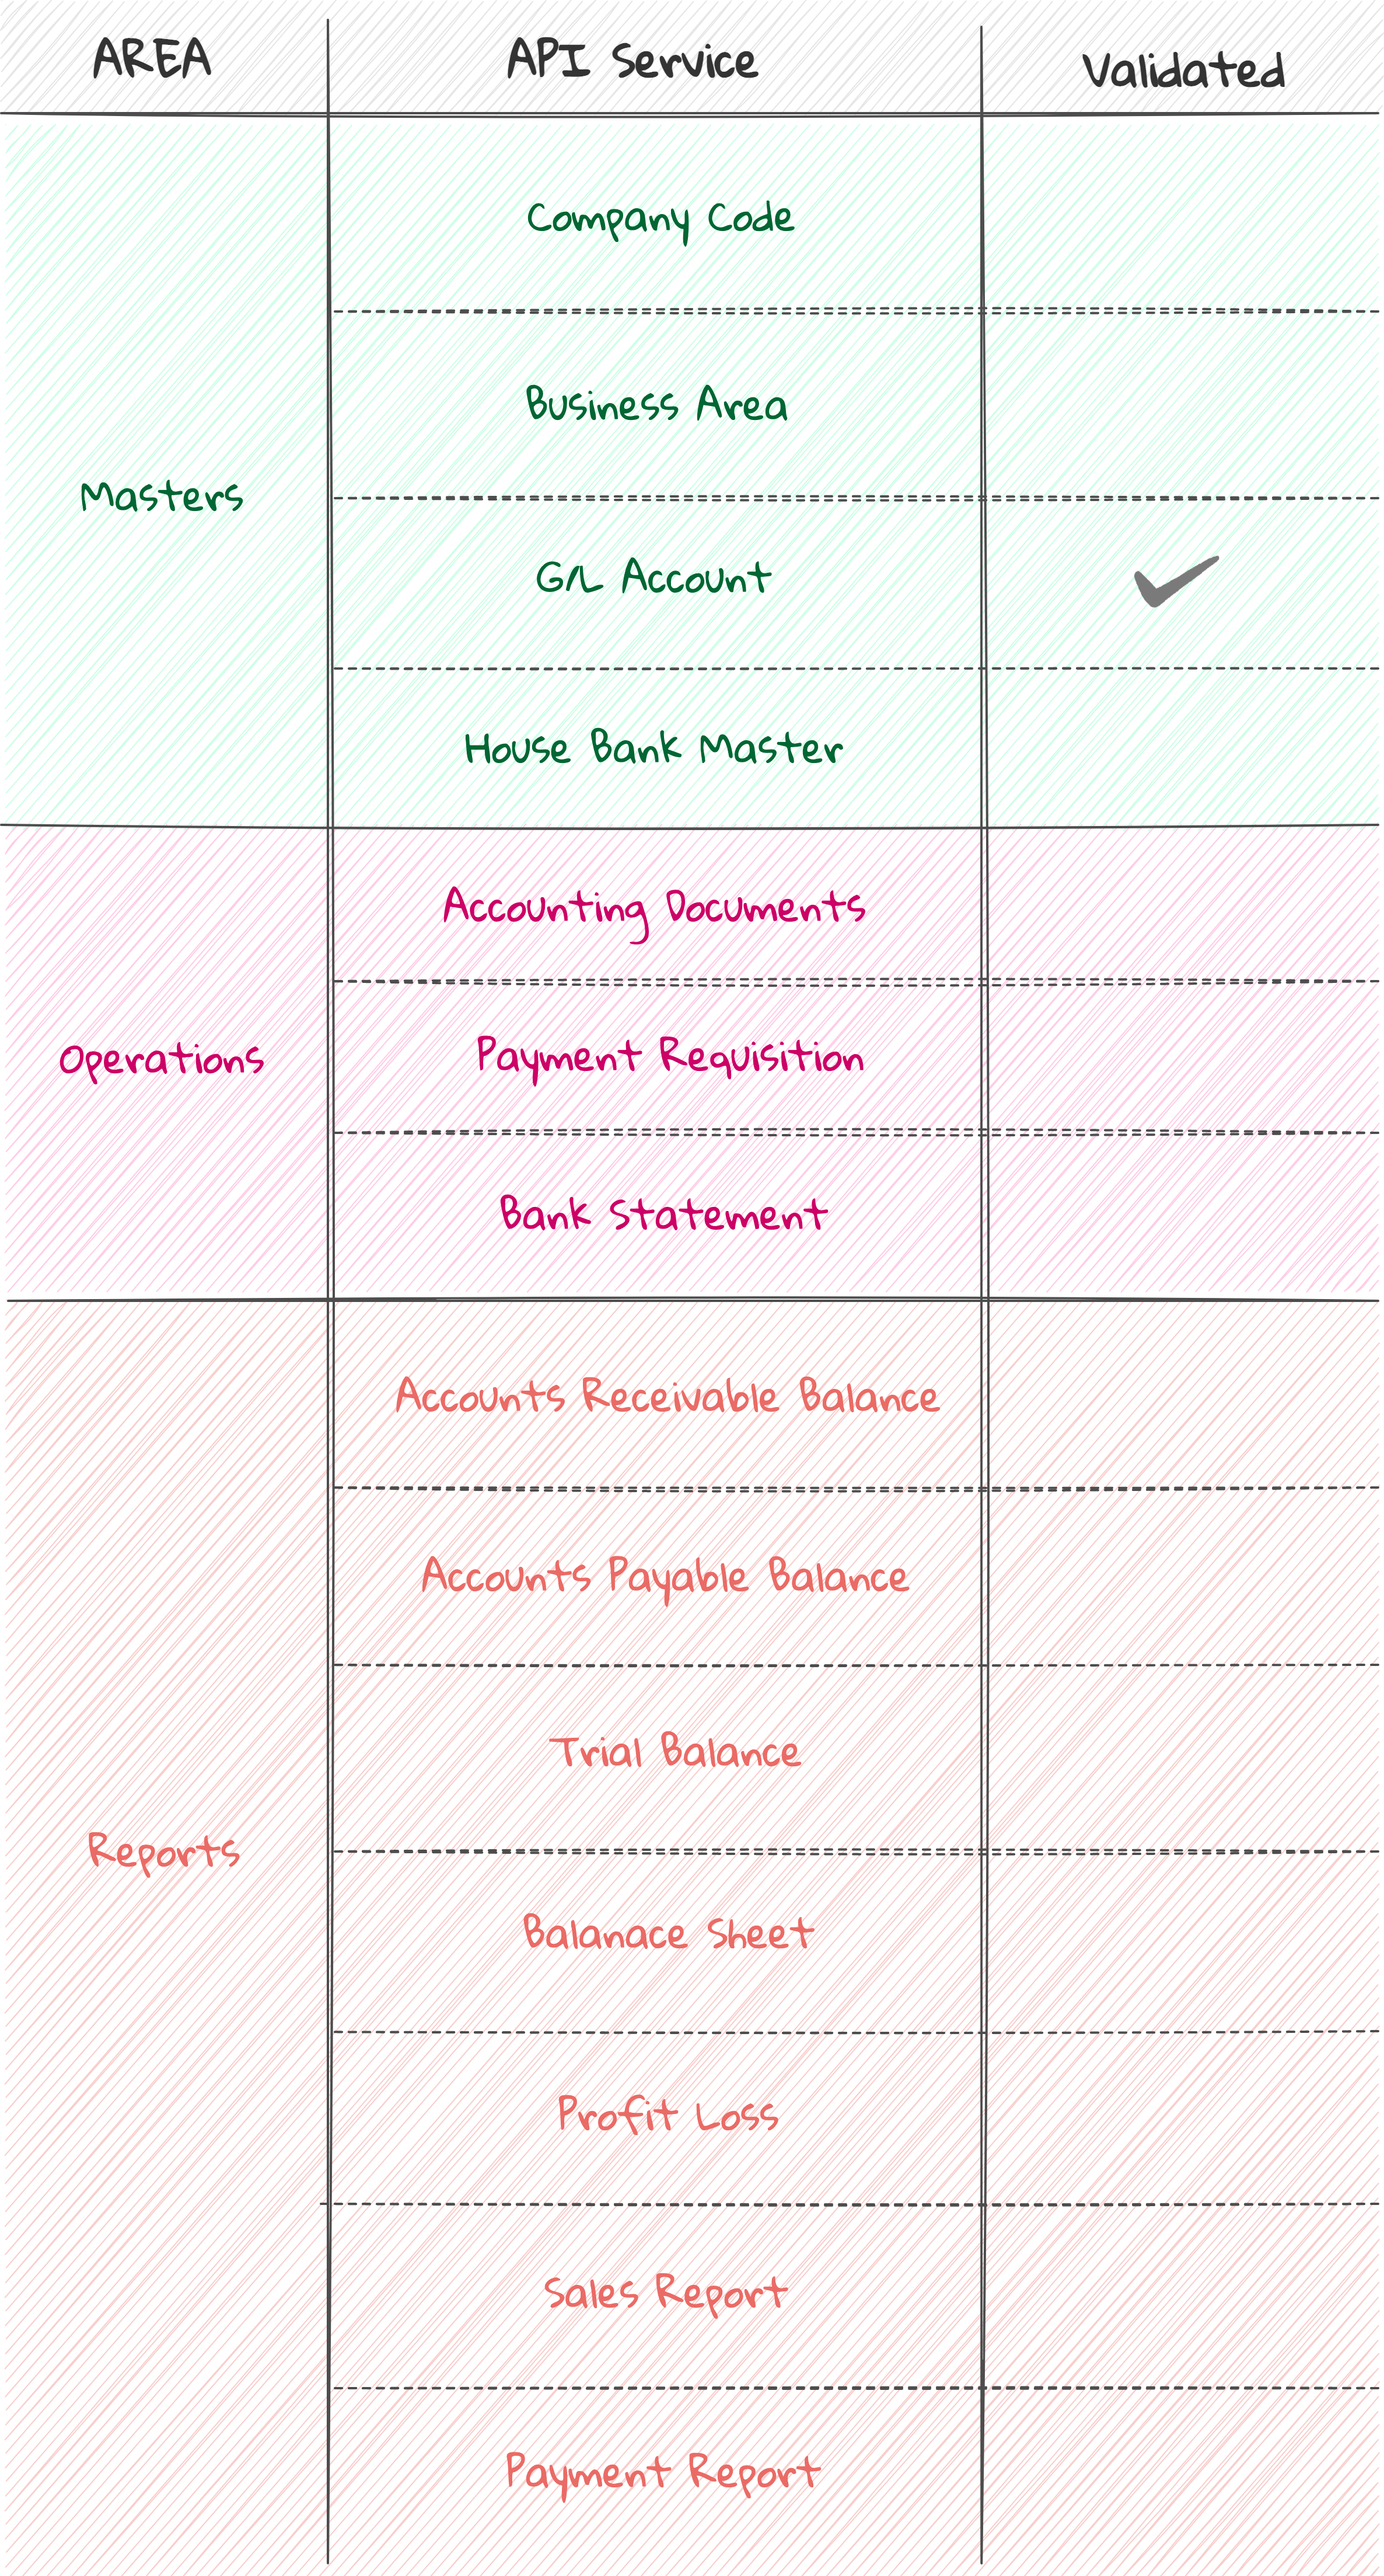 AREA
API Service
Validated
Masters
Company Code
Business Area
G/L Account
House Bank Master
Operations
Accounting Documents
Payment Requisition
Bank Statement
Reports
Accounts Receivable Balance
Accounts Payable Balance
Trial Balance
Balanace Sheet
Profit Loss
Sales Report
Payment Report